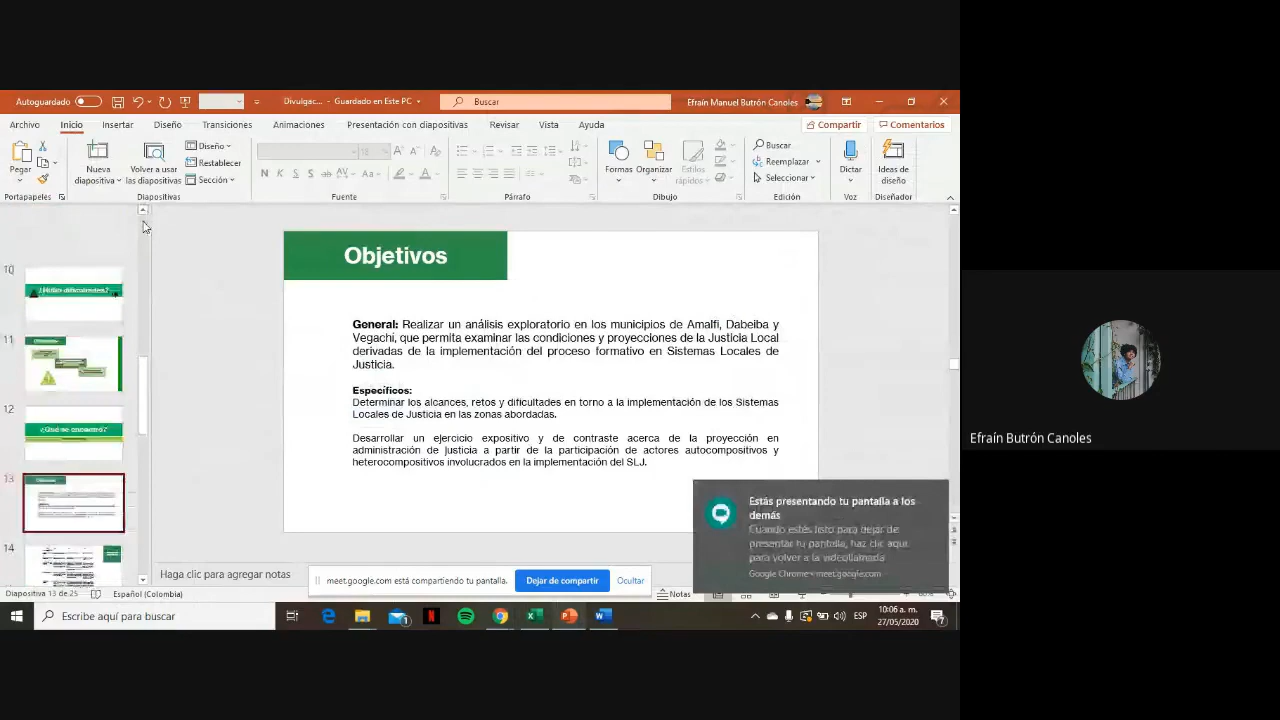 Autoguardado
Divulgac... - Guardado en Este PC
Buscar
Efraín Manuel Butrón Canoles
Archivo Inicio Insertar Diseño Transiciones Animaciones Presentación con diapositivas Revisar Vista Ayuda
Compartir Comentarios
Pegar
Nueva diapositiva
Volver a usar las diapositivas
Diseño
Restablecer
Sección
18
N K S S ab AV Aa A
Formas Organizar Estilos rápidos
Buscar
Reemplazar
Seleccionar
Dictar
Ideas de diseño
Portapapeles Diapositivas Fuente Párrafo Dibujo Edición Voz Diseñador
10
11
12
¿Qué se encontró?
13
14
Objetivos
General: Realizar un análisis exploratorio en los municipios de Amalfi, Dabeiba y
Vegachí, que permita examinar las condiciones y proyecciones de la Justicia Local
derivadas de la implementación del proceso formativo en Sistemas Locales de
Justicia.
Específicos:
Determinar los alcances, retos y dificultades en torno a la implementación de los Sistemas
Locales de Justicia en las zonas abordadas.
Desarrollar un ejercicio expositivo y de contraste acerca de la proyección en
administración de justicia a partir de la participación de actores autocompositivos y
heterocompositivos involucrados en la implementación del SLJ.
Estás presentando tu pantalla a los
demás
Cuando estés listo para dejar de
presentar tu pantalla, haz clic aquí
para volver a la videollamada
Google Chrome • meet.google.com
Haga clic para agregar notas
meet.google.com está compartiendo tu pantalla.
Dejar de compartir
Ocultar
Diapositiva 13 de 25
Español (Colombia)
Notas
Escribe aquí para buscar
ESP
10:06 a. m.
27/05/2020
Efraín Butrón Canoles